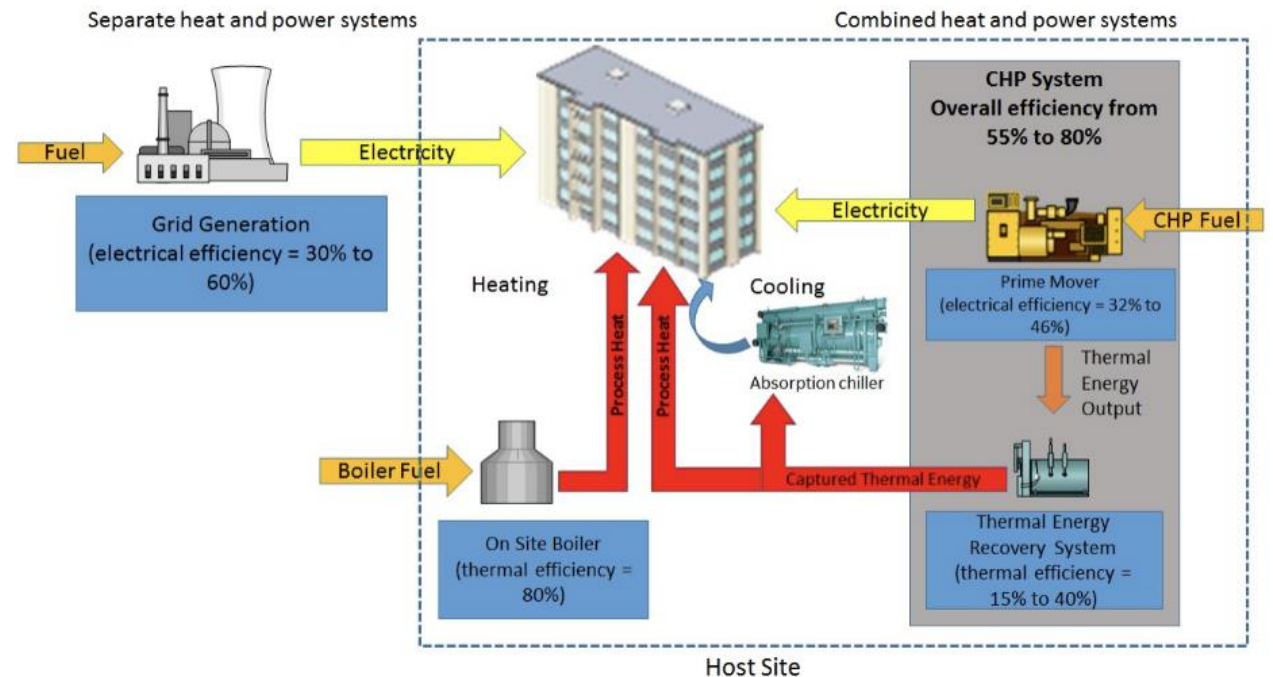 Separate heat and power systems
Combined heat and power systems
CHP System
Overall efficiency from
55% to 80%
Fuel
Electricity
Electricity
CHP Fuel
Grid Generation
(electrical efficiency = 30% to
60%)
Prime Mover
(electrical efficiency = 32% to
46%)
Heating
Cooling
Process Heat
Process Heat
Absorption chiller
Thermal
Energy
Output
Boiler Fuel
Captured Thermal Energy
On Site Boiler
(thermal efficiency =
80%)
Thermal Energy
Recovery System
(thermal efficiency =
15% to 40%)
Host Site